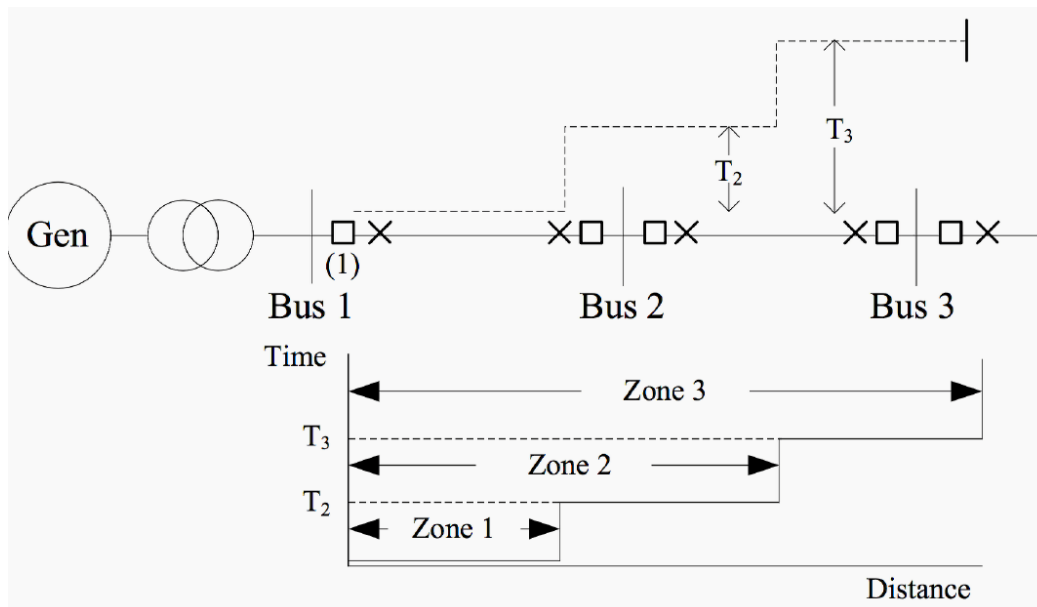 T₃
T₂
Gen
(1)
Bus 1
Bus 2
Bus 3
Time
Zone 3
T₃
Zone 2
T₂
Zone 1
Distance